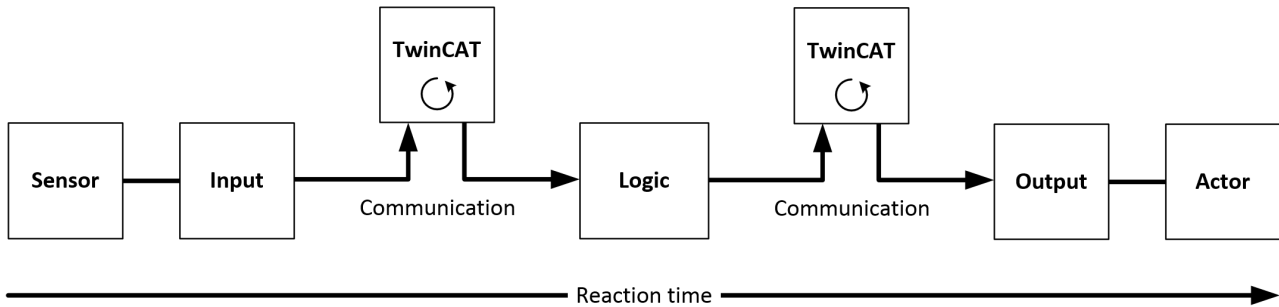 TwinCAT
TwinCAT
Sensor
Input
Logic
Output
Actor
Communication
Communication
Reaction time